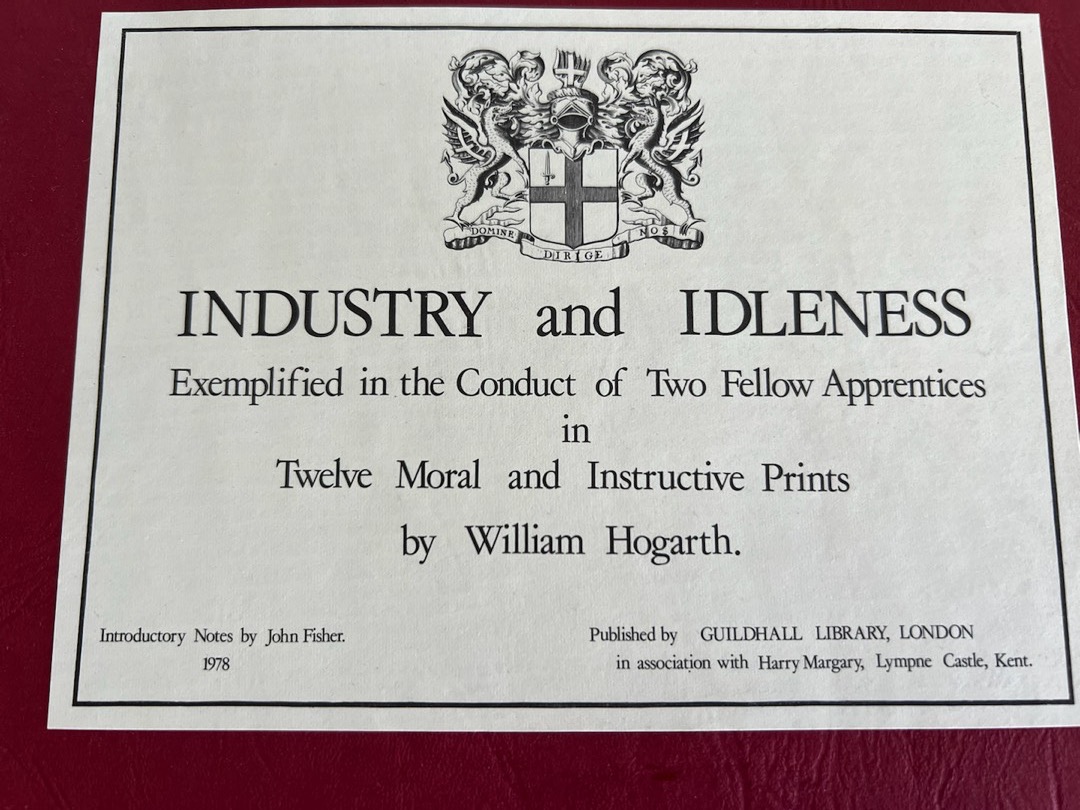 DOMINE DIRIGE NOS
INDUSTRY and IDLENESS
Exemplified in the Conduct of Two Fellow Apprentices
in
Twelve Moral and Instructive Prints
by William Hogarth.
Introductory Notes by John Fisher.
1978
Published by GUILDHALL LIBRARY, LONDON
in association with Harry Margary, Lympne Castle, Kent.